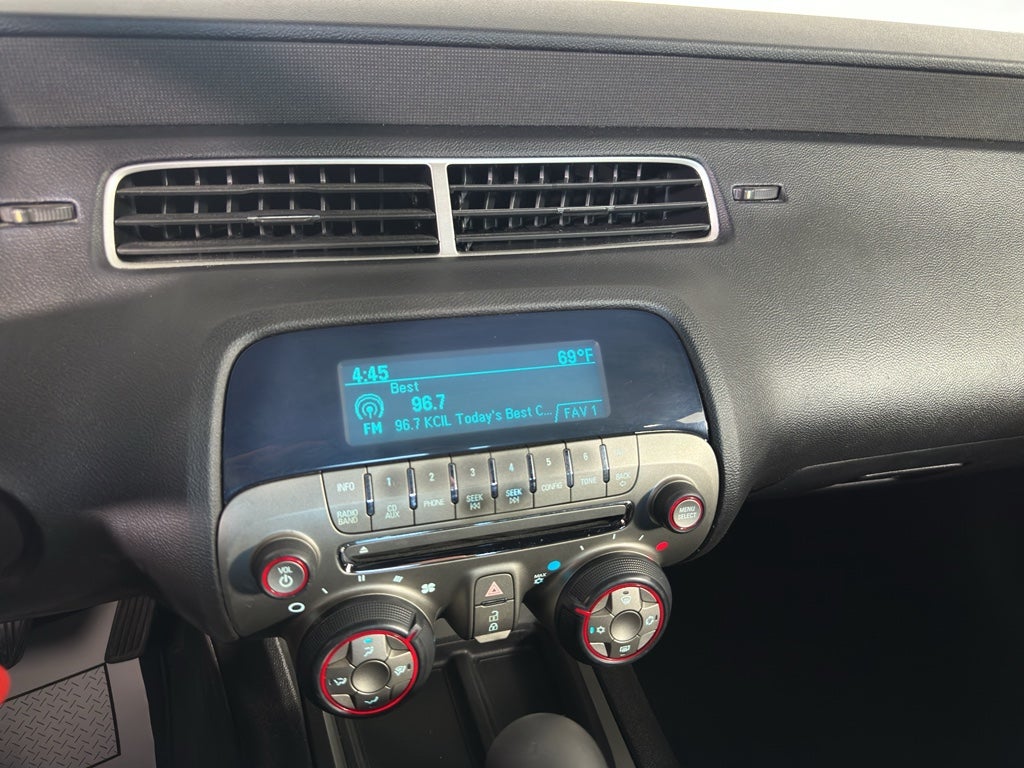 4:45 69°F
Best
96.7
FM 96.7 KCIL Today's Best C... FAV 1
INFO 1 2 3 4 5 6
RADIO BAND CD AUX PHONE SEEK SEEK CONFIG TONE BACK
MENU SELECT
VOL
MAX